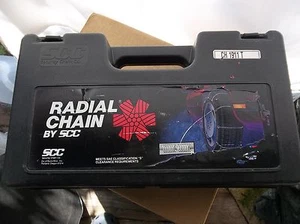 CH 1911 T
RADIAL
CHAIN
BY SCC
SCC
MEETS SAE CLASSIFICATION "S"
CLEARANCE REQUIREMENTS